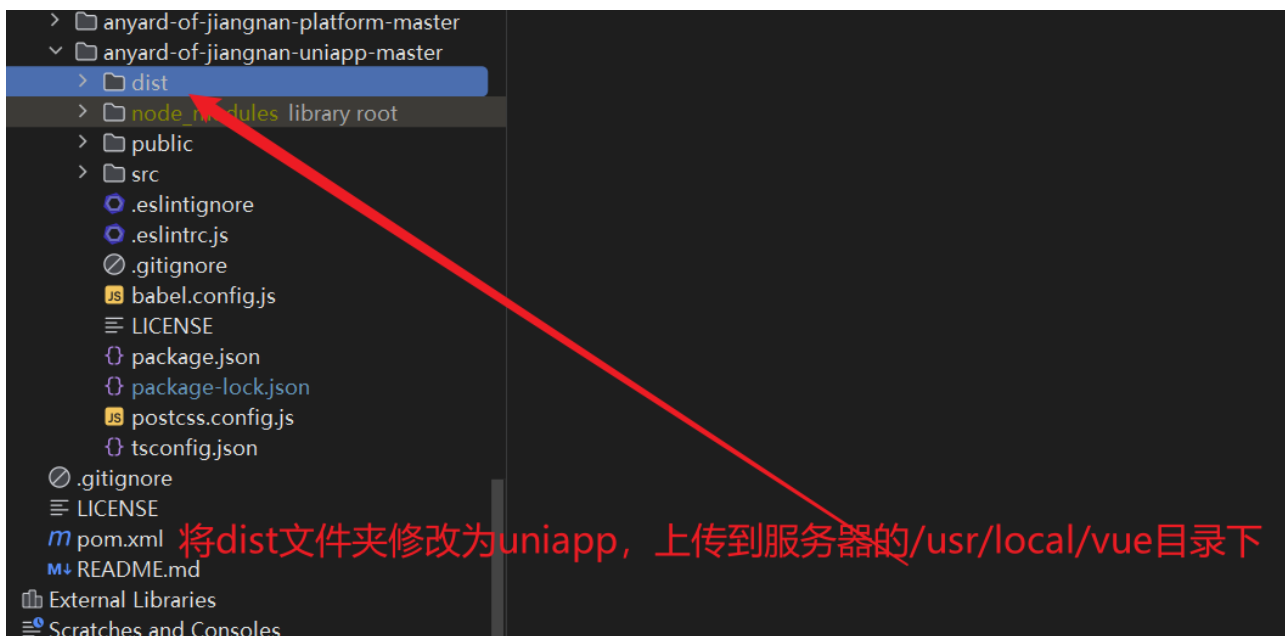 anyard-of-jiangnan-platform-master
anyard-of-jiangnan-uniapp-master
dist
node_modules library root
public
src
.eslintignore
.eslintrc.js
.gitignore
JS babel.config.js
LICENSE
{} package.json
{} package-lock.json
JS postcss.config.js
{} tsconfig.json
.gitignore
LICENSE
m pom.xml 将dist文件夹修改为uniapp，上传到服务器的/usr/local/vue目录下
M↓ README.md
External Libraries
Scratches and Consoles